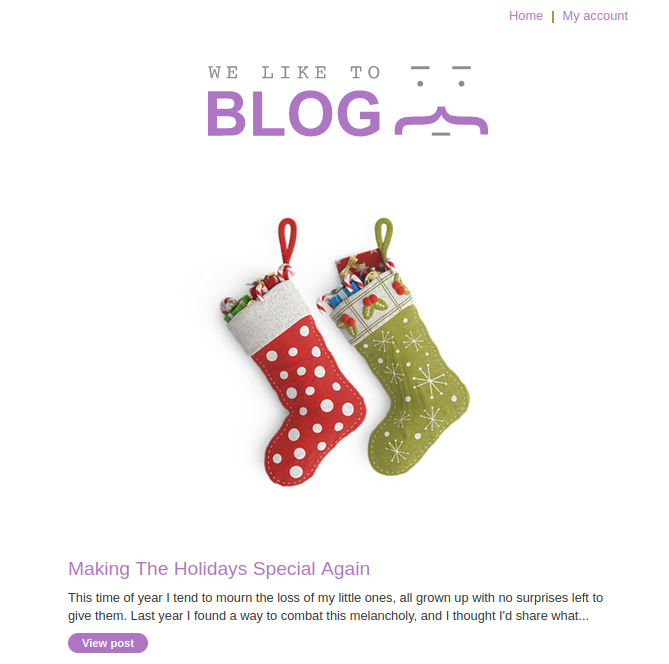 Home | My account
WE LIKE TO
BLOG
Making The Holidays Special Again
This time of year I tend to mourn the loss of my little ones, all grown up with no surprises left to
give them. Last year I found a way to combat this melancholy, and I thought I'd share what...
View post